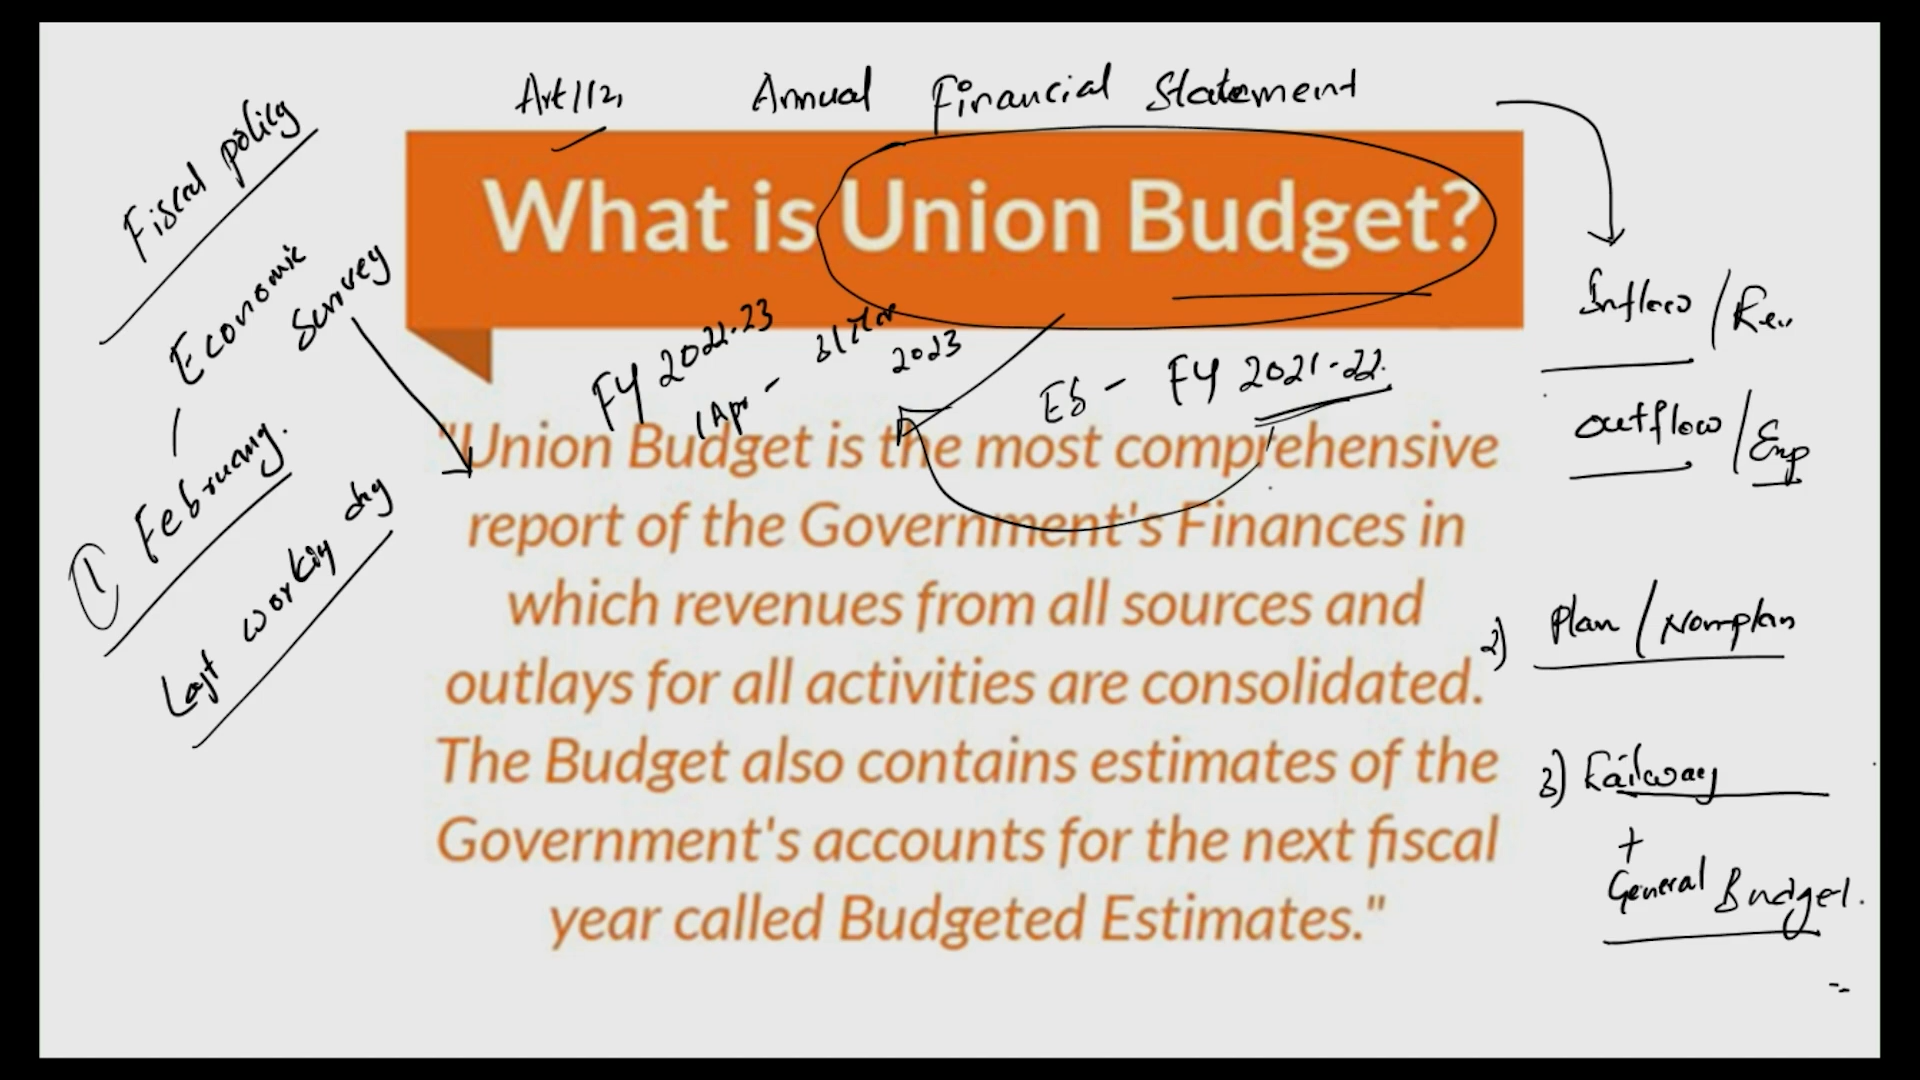 Art 112,
Annual Financial Statement
Fiscal policy
What is Union Budget?
Economic
Survey
Inflow / Rev
Outflow / Exp
FY 2022-23
1 Apr - 31 Mar
2023
ES - FY 2021-22.
1 February.
Last working day
"Union Budget is the most comprehensive
report of the Government's Finances in
which revenues from all sources and
outlays for all activities are consolidated.
The Budget also contains estimates of the
Government's accounts for the next fiscal
year called Budgeted Estimates."
2) Plan / Nonplan
3) Railway
+
General Budget.